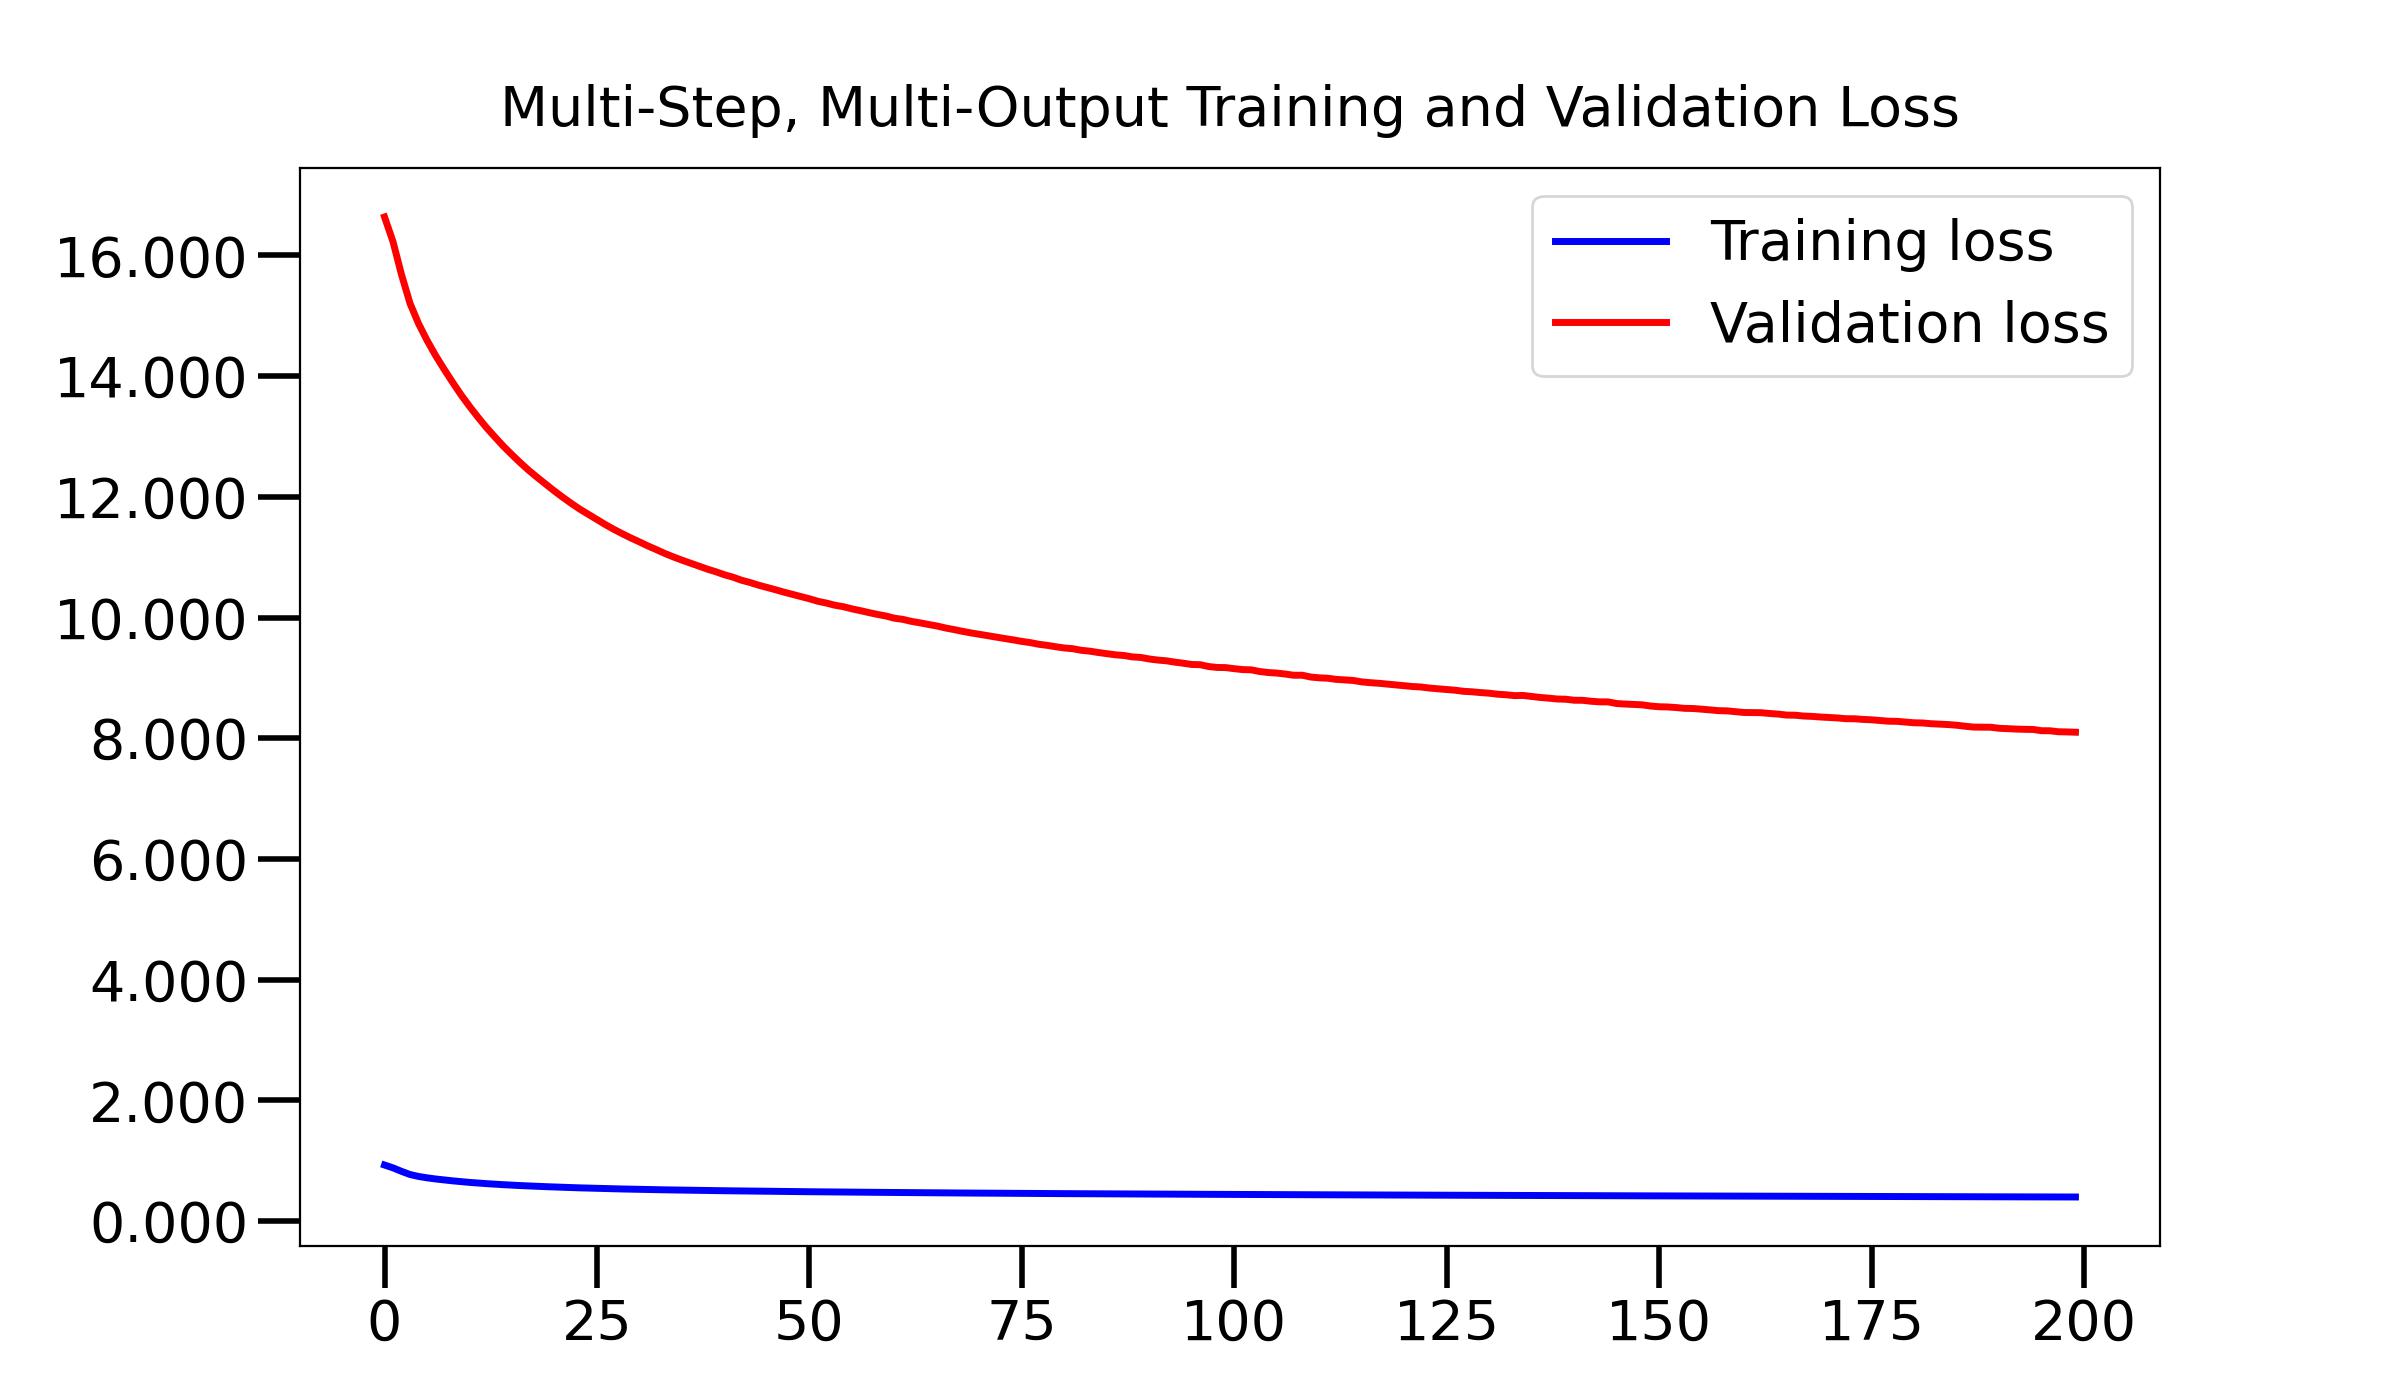 Multi-Step, Multi-Output Training and Validation Loss
Training loss
Validation loss
16.000
14.000
12.000
10.000
8.000
6.000
4.000
2.000
0.000
0 25 50 75 100 125 150 175 200